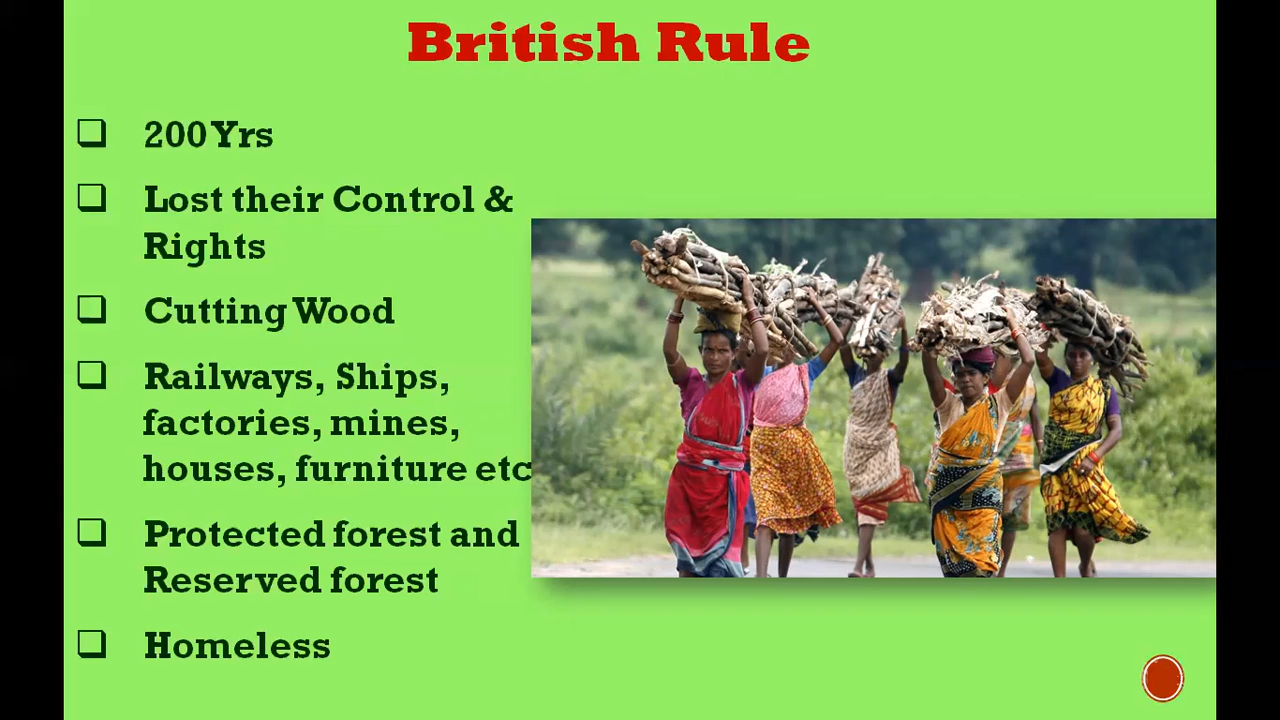 British Rule
200 Yrs
Lost their Control &
Rights
Cutting Wood
Railways, Ships,
factories, mines,
houses, furniture etc
Protected forest and
Reserved forest
Homeless